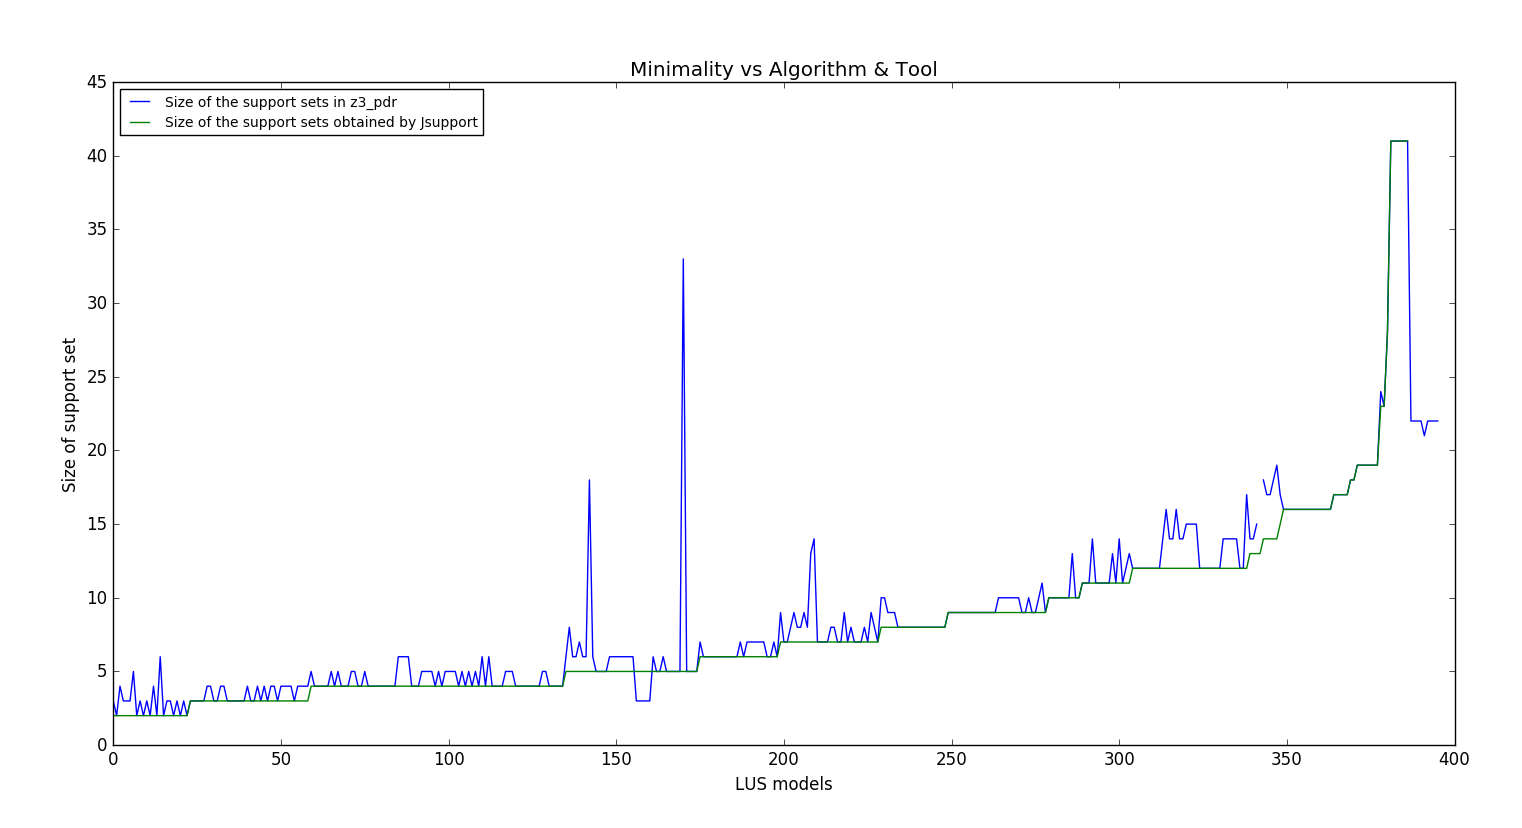 Minimality vs Algorithm & Tool
45
40
35
30
25
20
15
10
5
0
Size of the support sets in z3_pdr
Size of the support sets obtained by Jsupport
Size of support set
0 50 100 150 200 250 300 350 400
LUS models